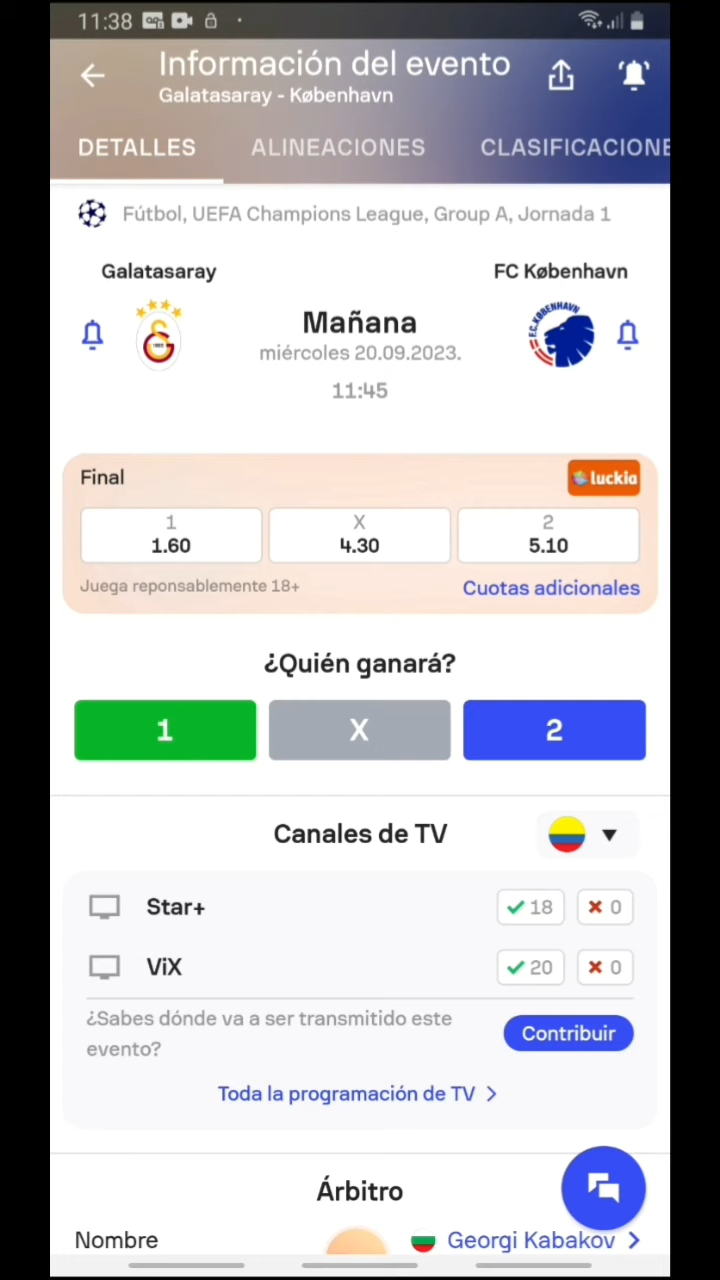 11:38
Información del evento
Galatasaray - København
DETALLES
ALINEACIONES
CLASIFICACIONE
Fútbol, UEFA Champions League, Group A, Jornada 1
Galatasaray
FC København
Mañana
miércoles 20.09.2023.
11:45
F.C.KØBENHAVN
Final
luckia
1
1.60
X
4.30
2
5.10
Juega reponsablemente 18+
Cuotas adicionales
¿Quién ganará?
1
X
2
Canales de TV
Star+
18
0
ViX
20
0
¿Sabes dónde va a ser transmitido este
evento?
Contribuir
Toda la programación de TV
Árbitro
Nombre
Georgi Kabakov